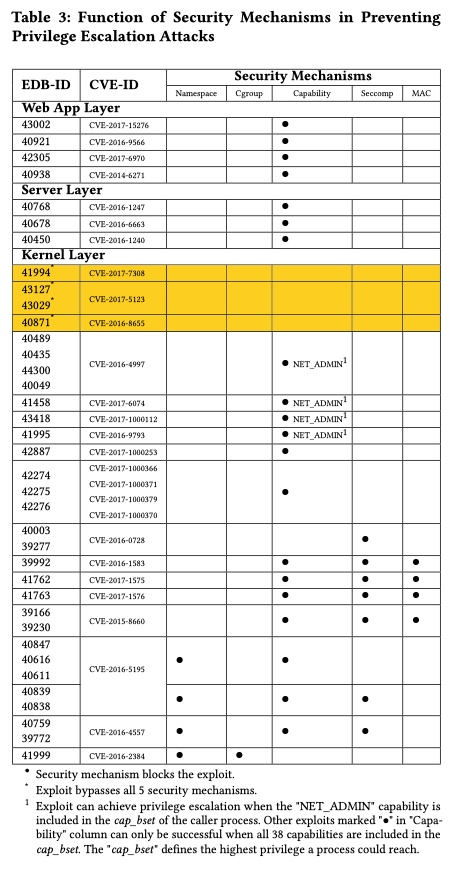 Table 3: Function of Security Mechanisms in Preventing
Privilege Escalation Attacks
EDB-ID CVE-ID Security Mechanisms
Namespace Cgroup Capability Seccomp MAC
Web App Layer
43002 CVE-2017-15276 ●
40921 CVE-2016-9566 ●
42305 CVE-2017-6970 ●
40938 CVE-2014-6271 ●
Server Layer
40768 CVE-2016-1247 ●
40678 CVE-2016-6663 ●
40450 CVE-2016-1240 ●
Kernel Layer
41994* CVE-2017-7308
43127*
CVE-2017-5123
43029*
40871* CVE-2016-8655
40489
40435
CVE-2016-4997 ● NET_ADMIN1
44300
40049
41458 CVE-2017-6074 ● NET_ADMIN1
43418 CVE-2017-1000112 ● NET_ADMIN1
41995 CVE-2016-9793 ● NET_ADMIN1
42887 CVE-2017-1000253 ●
42274
42275
42276
CVE-2017-1000366
CVE-2017-1000371
CVE-2017-1000379
CVE-2017-1000370
●
40003
CVE-2016-0728 ●
39277
39992 CVE-2016-1583 ● ● ●
41762 CVE-2017-1575 ● ● ●
41763 CVE-2017-1576 ● ● ●
39166
CVE-2015-8660 ● ● ●
39230
40847
40616 ● ●
40611
CVE-2016-5195
40839
● ● ●
40838
40759
CVE-2016-4557 ● ● ●
39772
41999 CVE-2016-2384 ● ●
● Security mechanism blocks the exploit.
* Exploit bypasses all 5 security mechanisms.
1 Exploit can achieve privilege escalation when the "NET_ADMIN" capability is
included in the cap_bset of the caller process. Other exploits marked "●" in "Capa-
bility" column can only be successful when all 38 capabilities are included in the
cap_bset. The "cap_bset" defines the highest privilege a process could reach.